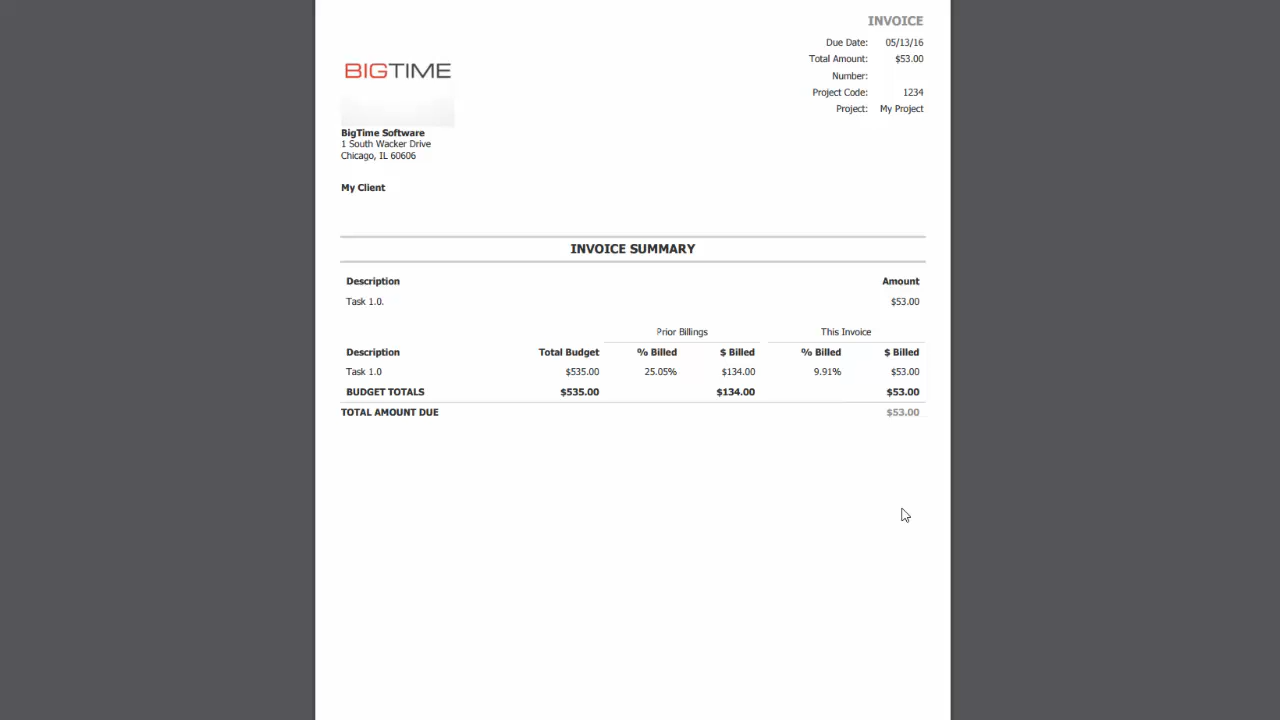 INVOICE
Due Date: 05/13/16
Total Amount: $53.00
Number:
Project Code: 1234
Project: My Project
BIGTIME
BigTime Software
1 South Wacker Drive
Chicago, IL 60606
My Client
INVOICE SUMMARY
Description Amount
Task 1.0. $53.00
Prior Billings This Invoice
Description Total Budget % Billed $ Billed % Billed $ Billed
Task 1.0 $535.00 25.05% $134.00 9.91% $53.00
BUDGET TOTALS $535.00 $134.00 $53.00
TOTAL AMOUNT DUE $53.00